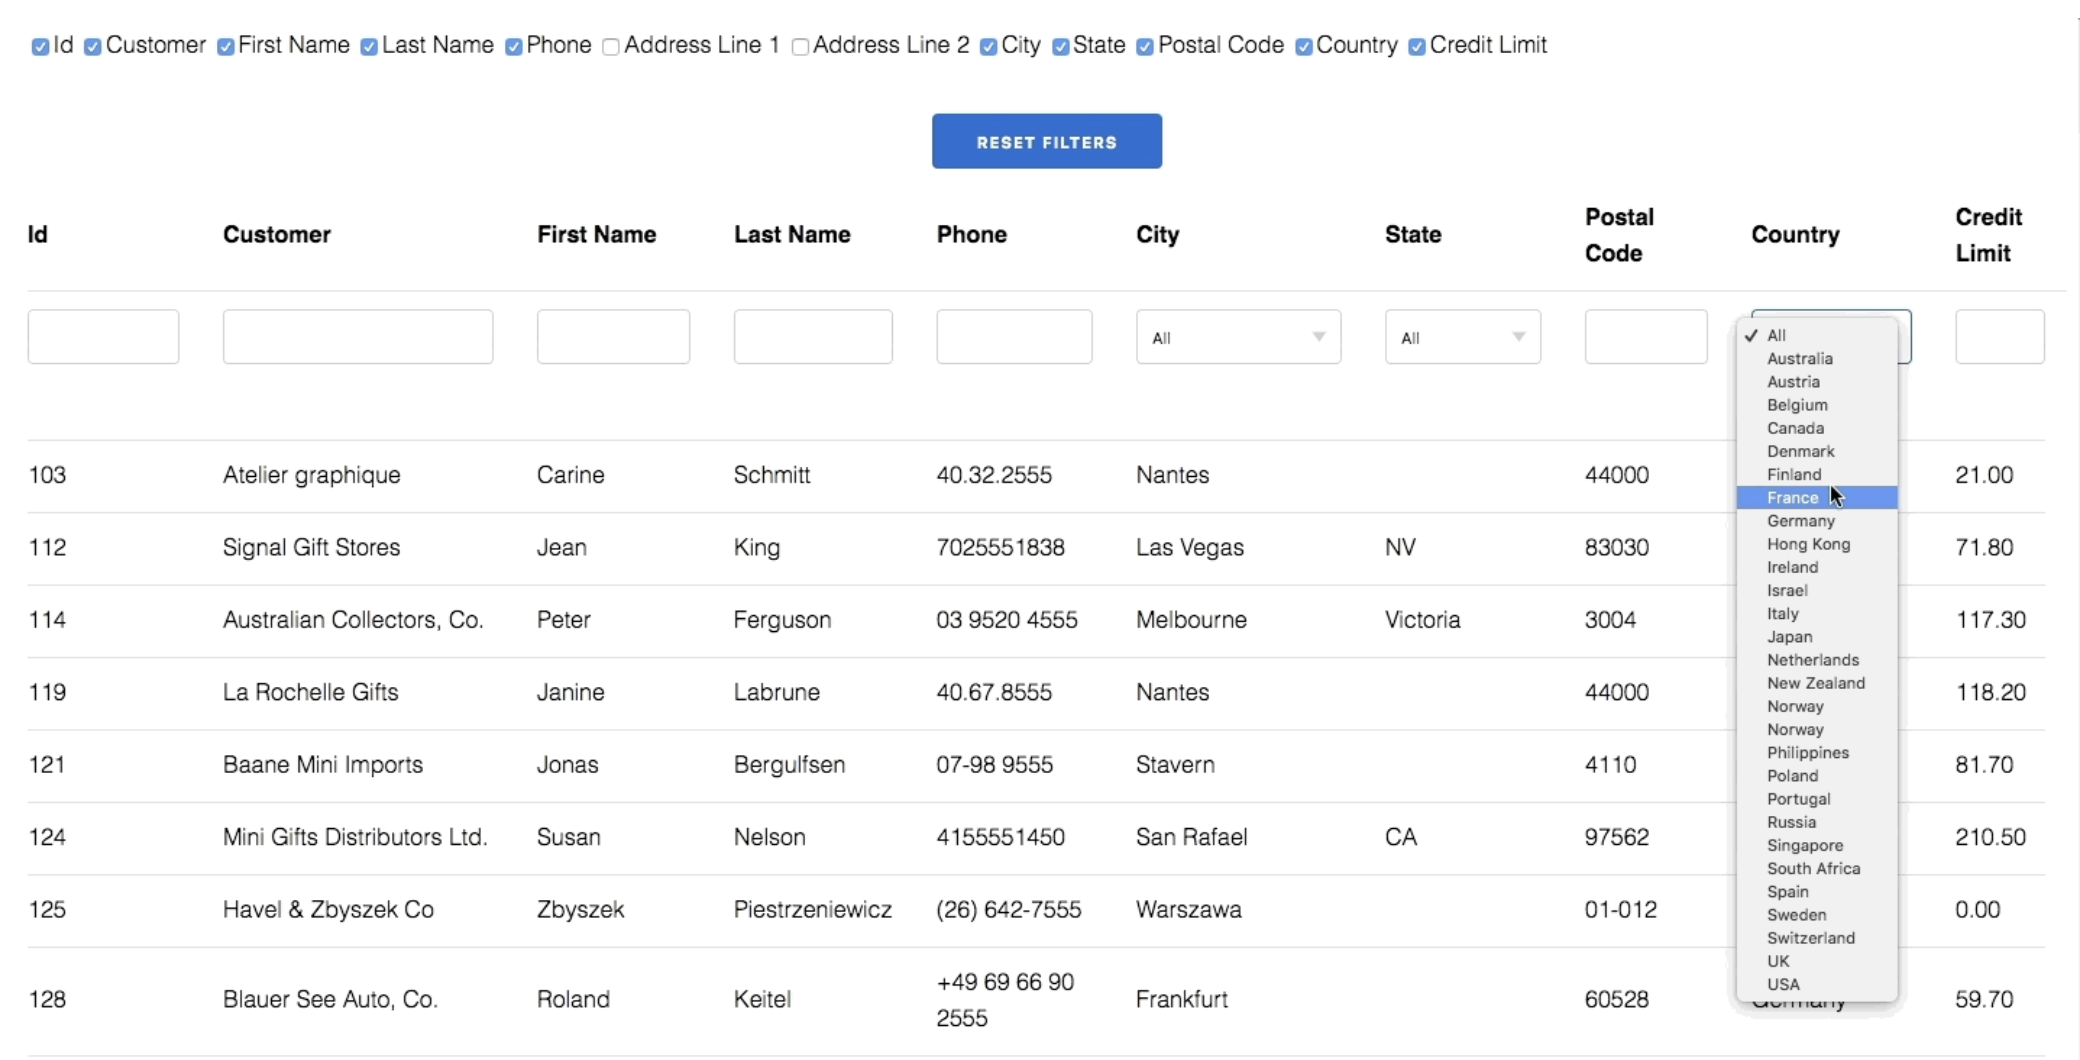 Id Customer First Name Last Name Phone Address Line 1 Address Line 2 City State Postal Code Country Credit Limit
RESET FILTERS
Id Customer First Name Last Name Phone City State Postal Code Country Credit Limit
All All
All
Australia
Austria
Belgium
Canada
Denmark
Finland
France
Germany
Hong Kong
Ireland
Israel
Italy
Japan
Netherlands
New Zealand
Norway
Norway
Philippines
Poland
Portugal
Russia
Singapore
South Africa
Spain
Sweden
Switzerland
UK
USA
103 Atelier graphique Carine Schmitt 40.32.2555 Nantes 44000 21.00
112 Signal Gift Stores Jean King 7025551838 Las Vegas NV 83030 71.80
114 Australian Collectors, Co. Peter Ferguson 03 9520 4555 Melbourne Victoria 3004 117.30
119 La Rochelle Gifts Janine Labrune 40.67.8555 Nantes 44000 118.20
121 Baane Mini Imports Jonas Bergulfsen 07-98 9555 Stavern 4110 81.70
124 Mini Gifts Distributors Ltd. Susan Nelson 4155551450 San Rafael CA 97562 210.50
125 Havel & Zbyszek Co Zbyszek Piestrzeniewicz (26) 642-7555 Warszawa 01-012 0.00
128 Blauer See Auto, Co. Roland Keitel +49 69 66 90 2555 Frankfurt 60528 Germany 59.70